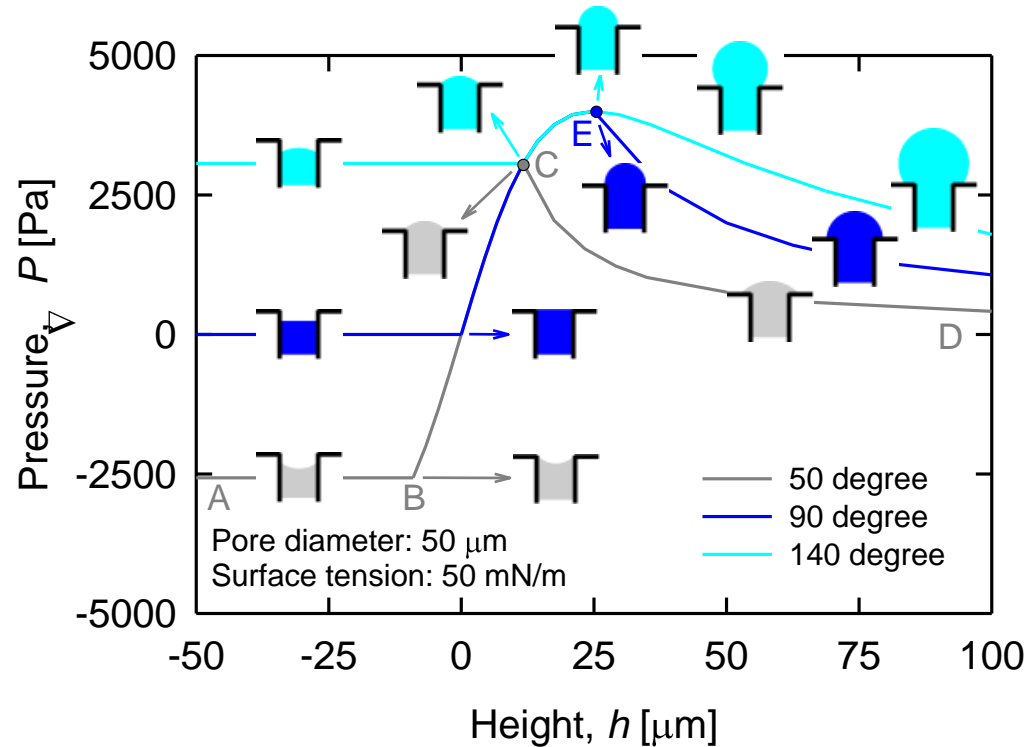 5000
2500
0
-2500
-5000
Pressure, ΔP [Pa]
C
E
A
B
D
50 degree
90 degree
140 degree
Pore diameter: 50 μm
Surface tension: 50 mN/m
-50
-25
0
25
50
75
100
Height, h [μm]